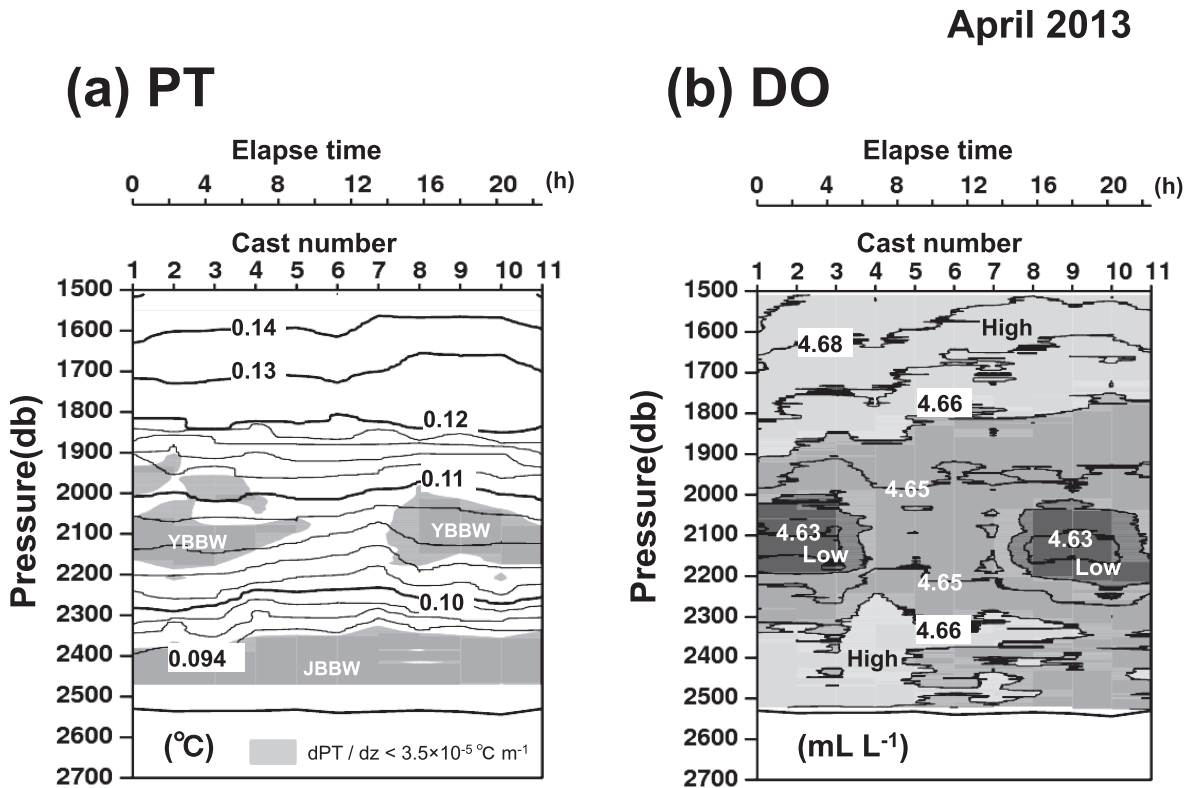 April 2013
(a) PT
Elapse time
0 4 8 12 16 20 (h)
Cast number
1 2 3 4 5 6 7 8 9 10 11
Pressure(db)
1500
1600
1700
1800
1900
2000
2100
2200
2300
2400
2500
2600
2700
0.14
0.13
0.12
0.11
YBBW
YBBW
0.10
0.094
JBBW
(℃)
dPT / dz < 3.5×10⁻⁵ ℃ m⁻¹
(b) DO
Elapse time
0 4 8 12 16 20 (h)
Cast number
1 2 3 4 5 6 7 8 9 10 11
Pressure(db)
1500
1600
1700
1800
1900
2000
2100
2200
2300
2400
2500
2600
2700
High
4.68
4.66
4.65
4.63
Low
4.63
Low
4.65
4.66
High
(mL L⁻¹)